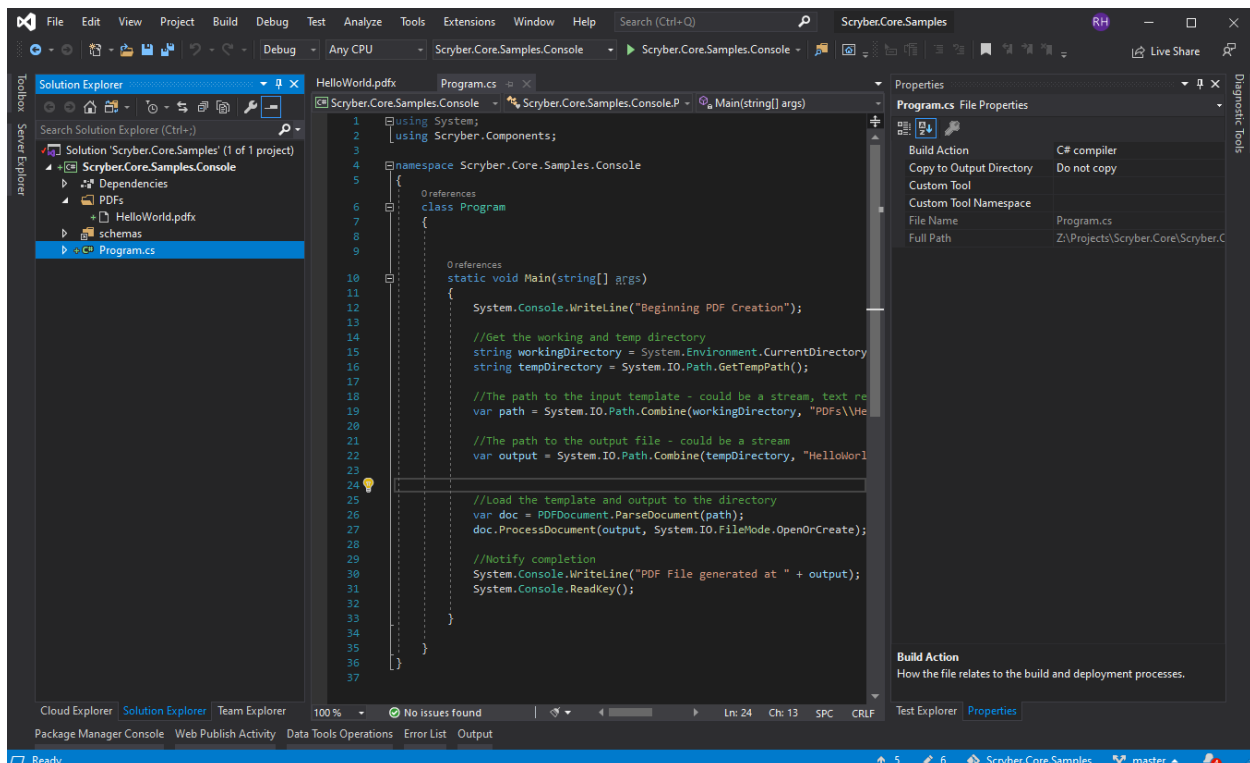 File Edit View Project Build Debug Test Analyze Tools Extensions Window Help Search (Ctrl+Q) Scryber.Core.Samples RH
Debug Any CPU Scryber.Core.Samples.Console Scryber.Core.Samples.Console Live Share
Toolbox
Server Explorer
Solution Explorer
Search Solution Explorer (Ctrl+;)
Solution 'Scryber.Core.Samples' (1 of 1 project)
Scryber.Core.Samples.Console
Dependencies
PDFs
HelloWorld.pdfx
schemas
Program.cs
Cloud Explorer Solution Explorer Team Explorer
HelloWorld.pdfx Program.cs
Scryber.Core.Samples.Console Scryber.Core.Samples.Console.P Main(string[] args)
1 using System;
2 using Scryber.Components;
3
4 namespace Scryber.Core.Samples.Console
5 {
0 references
6 class Program
7 {
8
9
0 references
10 static void Main(string[] args)
11 {
12 System.Console.WriteLine("Beginning PDF Creation");
13
14 //Get the working and temp directory
15 string workingDirectory = System.Environment.CurrentDirectory
16 string tempDirectory = System.IO.Path.GetTempPath();
17
18 //The path to the input template - could be a stream, text re
19 var path = System.IO.Path.Combine(workingDirectory, "PDFs\\He
20
21 //The path to the output file - could be a stream
22 var output = System.IO.Path.Combine(tempDirectory, "HelloWorl
23
24
25 //Load the template and output to the directory
26 var doc = PDFDocument.ParseDocument(path);
27 doc.ProcessDocument(output, System.IO.FileMode.OpenOrCreate);
28
29 //Notify completion
30 System.Console.WriteLine("PDF File generated at " + output);
31 System.Console.ReadKey();
32
33 }
34
35 }
36 }
37
100 % No issues found Ln: 24 Ch: 13 SPC CRLF
Properties
Program.cs File Properties
Build Action C# compiler
Copy to Output Directory Do not copy
Custom Tool
Custom Tool Namespace
File Name Program.cs
Full Path Z:\Projects\Scryber.Core\Scryber.C
Build Action
How the file relates to the build and deployment processes.
Test Explorer Properties
Diagnostic Tools
Package Manager Console Web Publish Activity Data Tools Operations Error List Output
Ready 5 6 Scryber.Core.Samples master